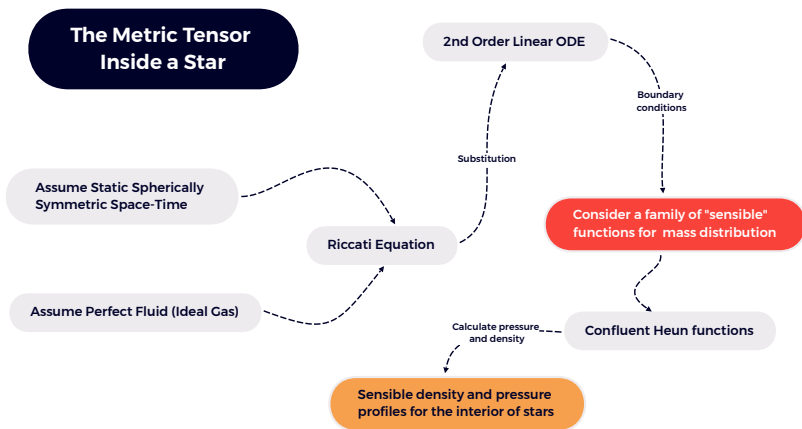 The Metric Tensor
Inside a Star
2nd Order Linear ODE
Boundary
conditions
Substitution
Assume Static Spherically
Symmetric Space-Time
Consider a family of "sensible"
functions for mass distribution
Riccati Equation
Assume Perfect Fluid (Ideal Gas)
Confluent Heun functions
Calculate pressure
and density
Sensible density and pressure
profiles for the interior of stars